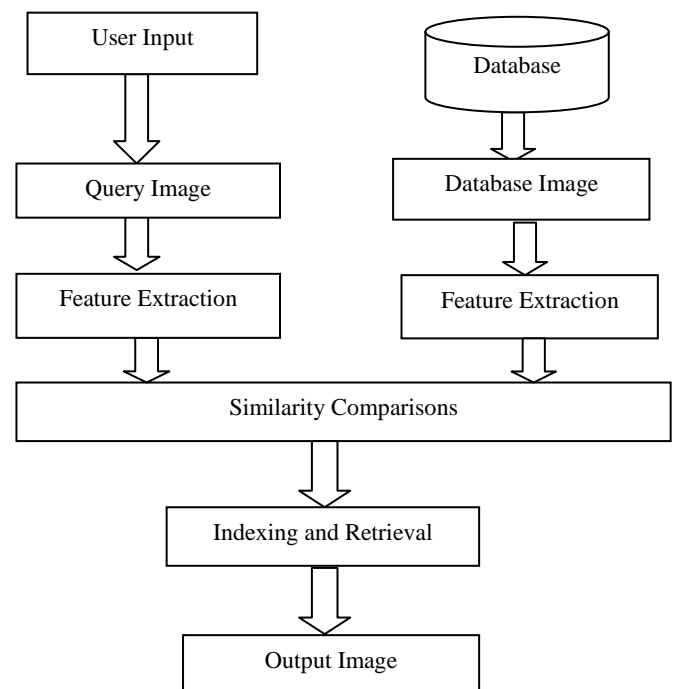 User Input
Database
Query Image
Database Image
Feature Extraction
Feature Extraction
Similarity Comparisons
Indexing and Retrieval
Output Image